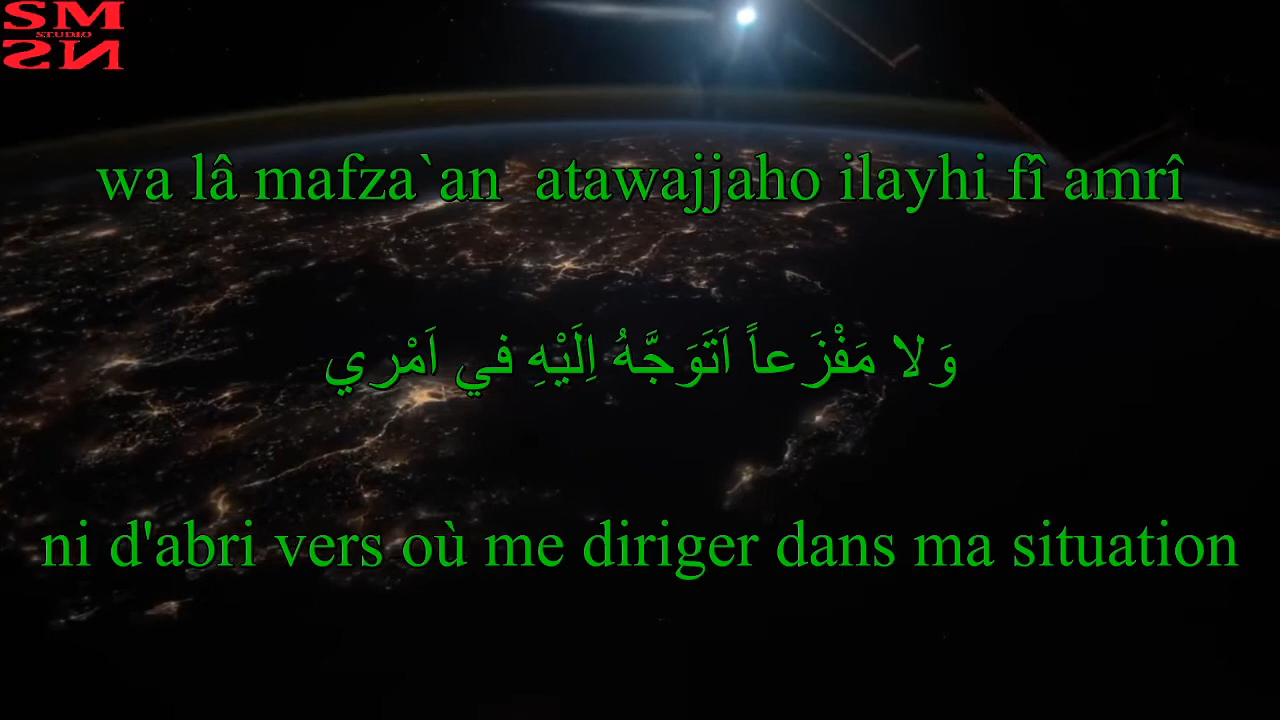 SM
STUDIO
SM
wa lâ mafza`an  atawajjaho ilayhi fî amrî
وَلا مَفْزَعاً اَتَوَجَّهُ اِلَيْهِ في اَمْري
ni d'abri vers où me diriger dans ma situation